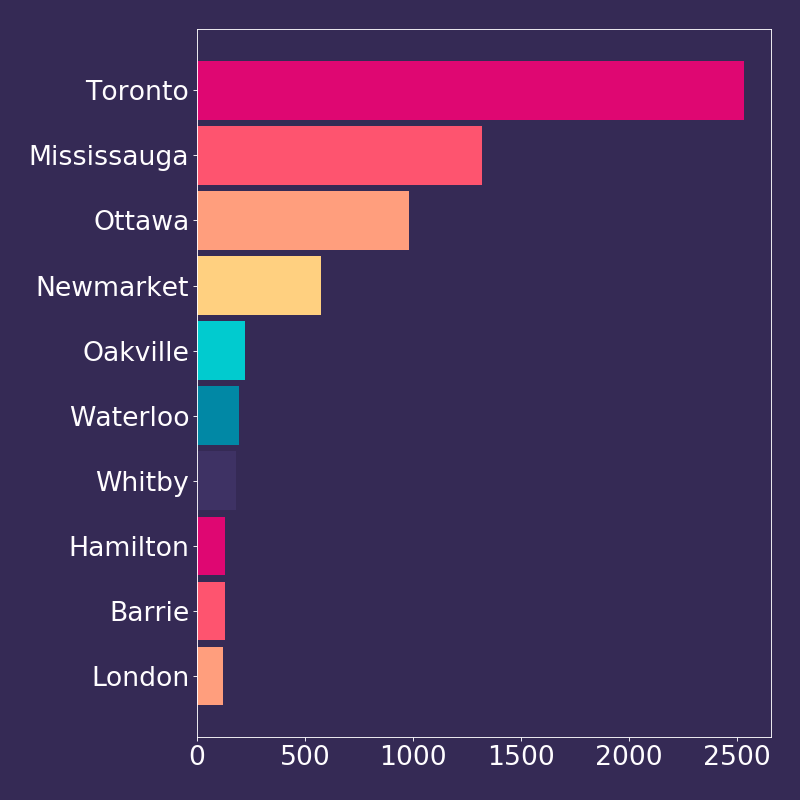 Toronto
Mississauga
Ottawa
Newmarket
Oakville
Waterloo
Whitby
Hamilton
Barrie
London
0 500 1000 1500 2000 2500